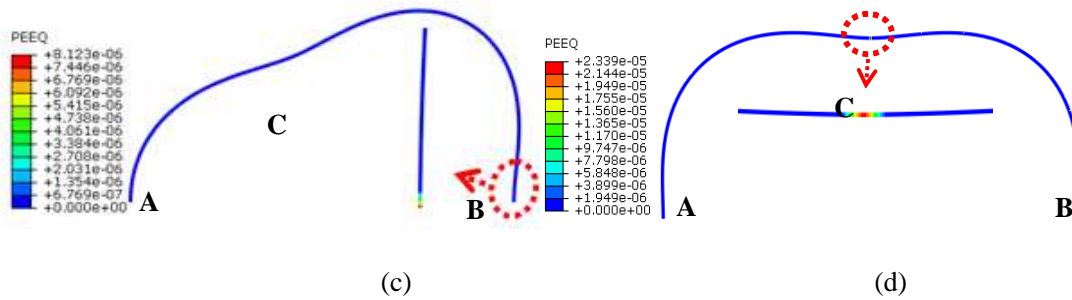 PEEQ
+8.123e-06
+7.446e-06
+6.769e-06
+6.092e-06
+5.415e-06
+4.738e-06
+4.061e-06
+3.384e-06
+2.708e-06
+2.031e-06
+1.354e-06
+6.769e-07
+0.000e+00
A
C
B
PEEQ
+2.339e-05
+2.144e-05
+1.949e-05
+1.755e-05
+1.560e-05
+1.365e-05
+1.170e-05
+9.747e-06
+7.798e-06
+5.848e-06
+3.899e-06
+1.949e-06
+0.000e+00
C
A
B
(c)
(d)